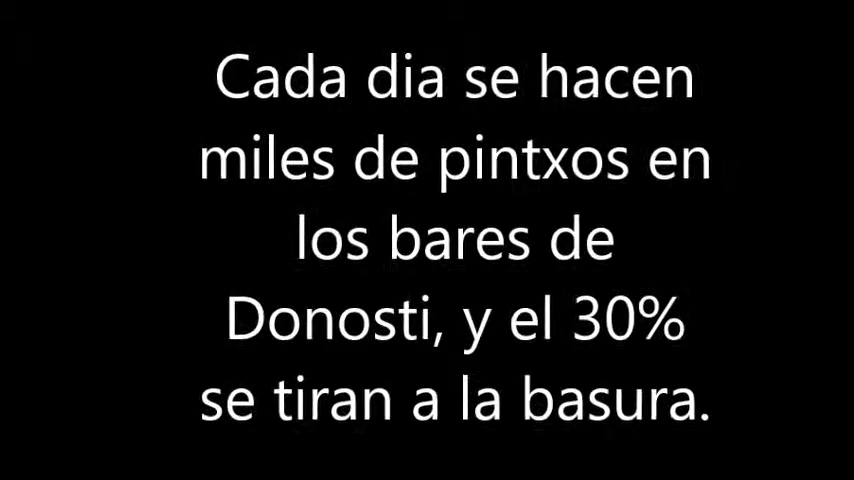 Cada dia se hacen
miles de pintxos en
los bares de
Donosti, y el 30%
se tiran a la basura.